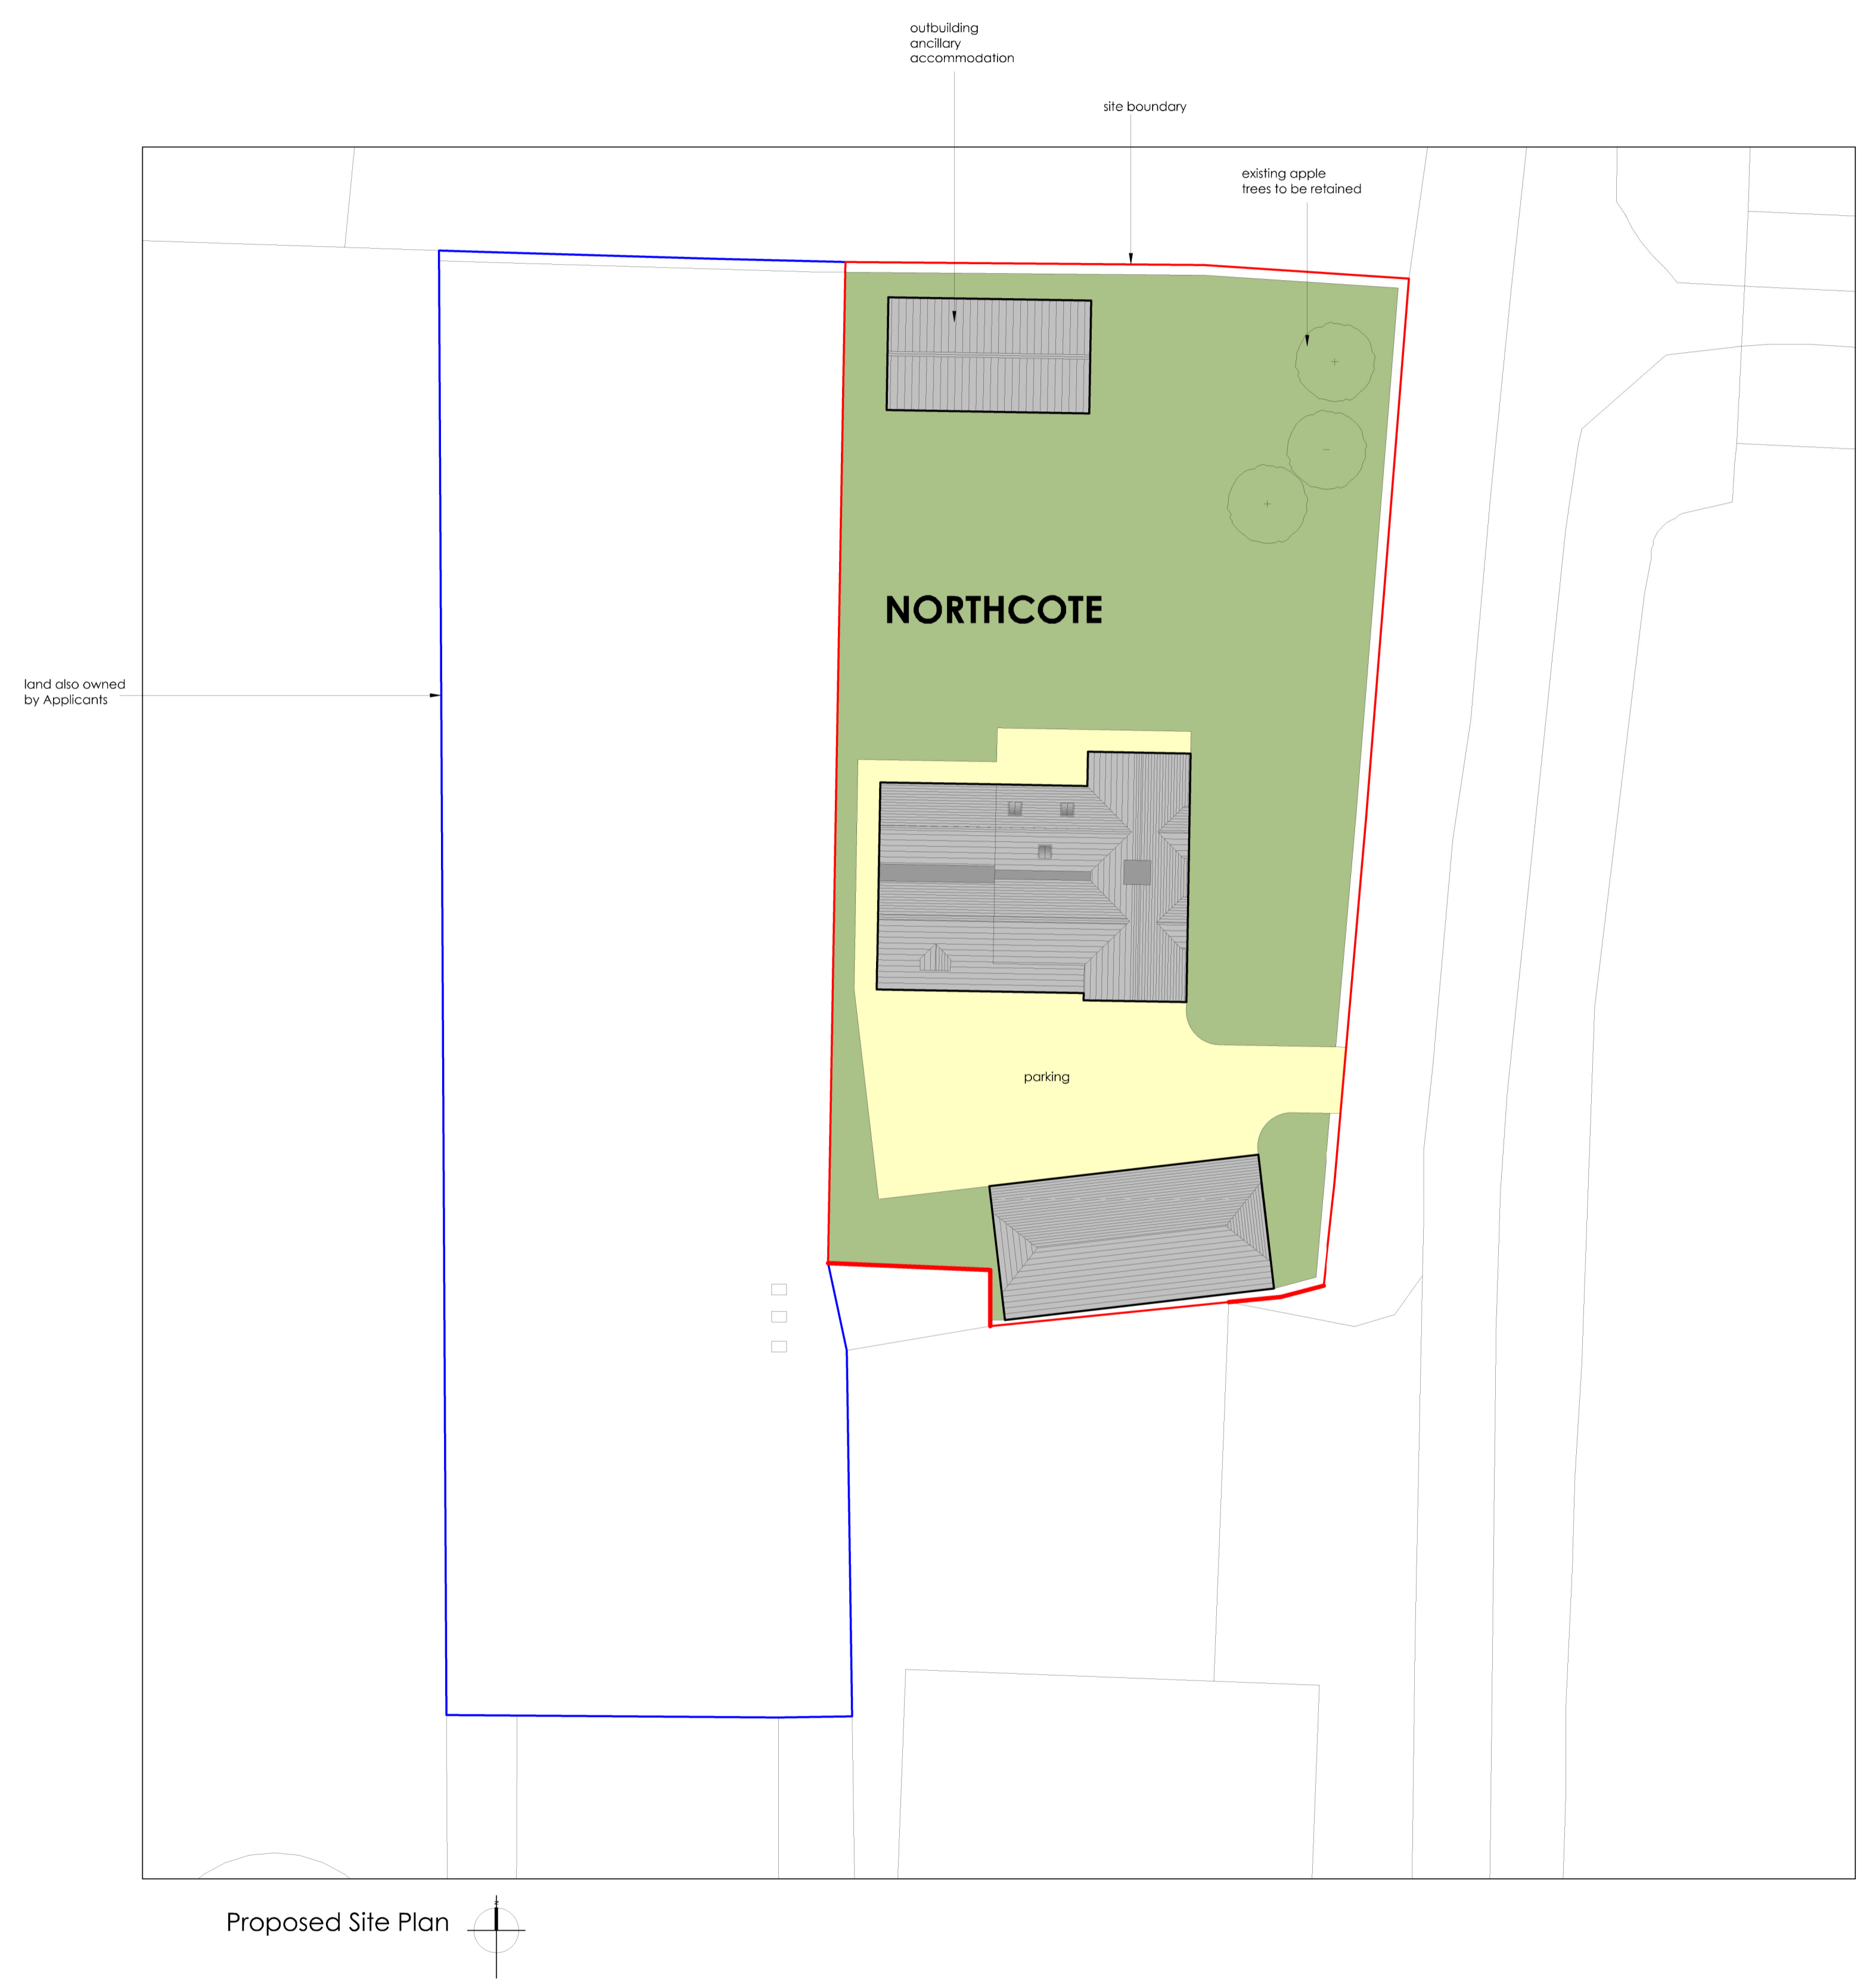 outbuilding
ancillary
accommodation
site boundary
existing apple
trees to be retained
NORTHCOTE
land also owned
by Applicants
parking
Proposed Site Plan
N